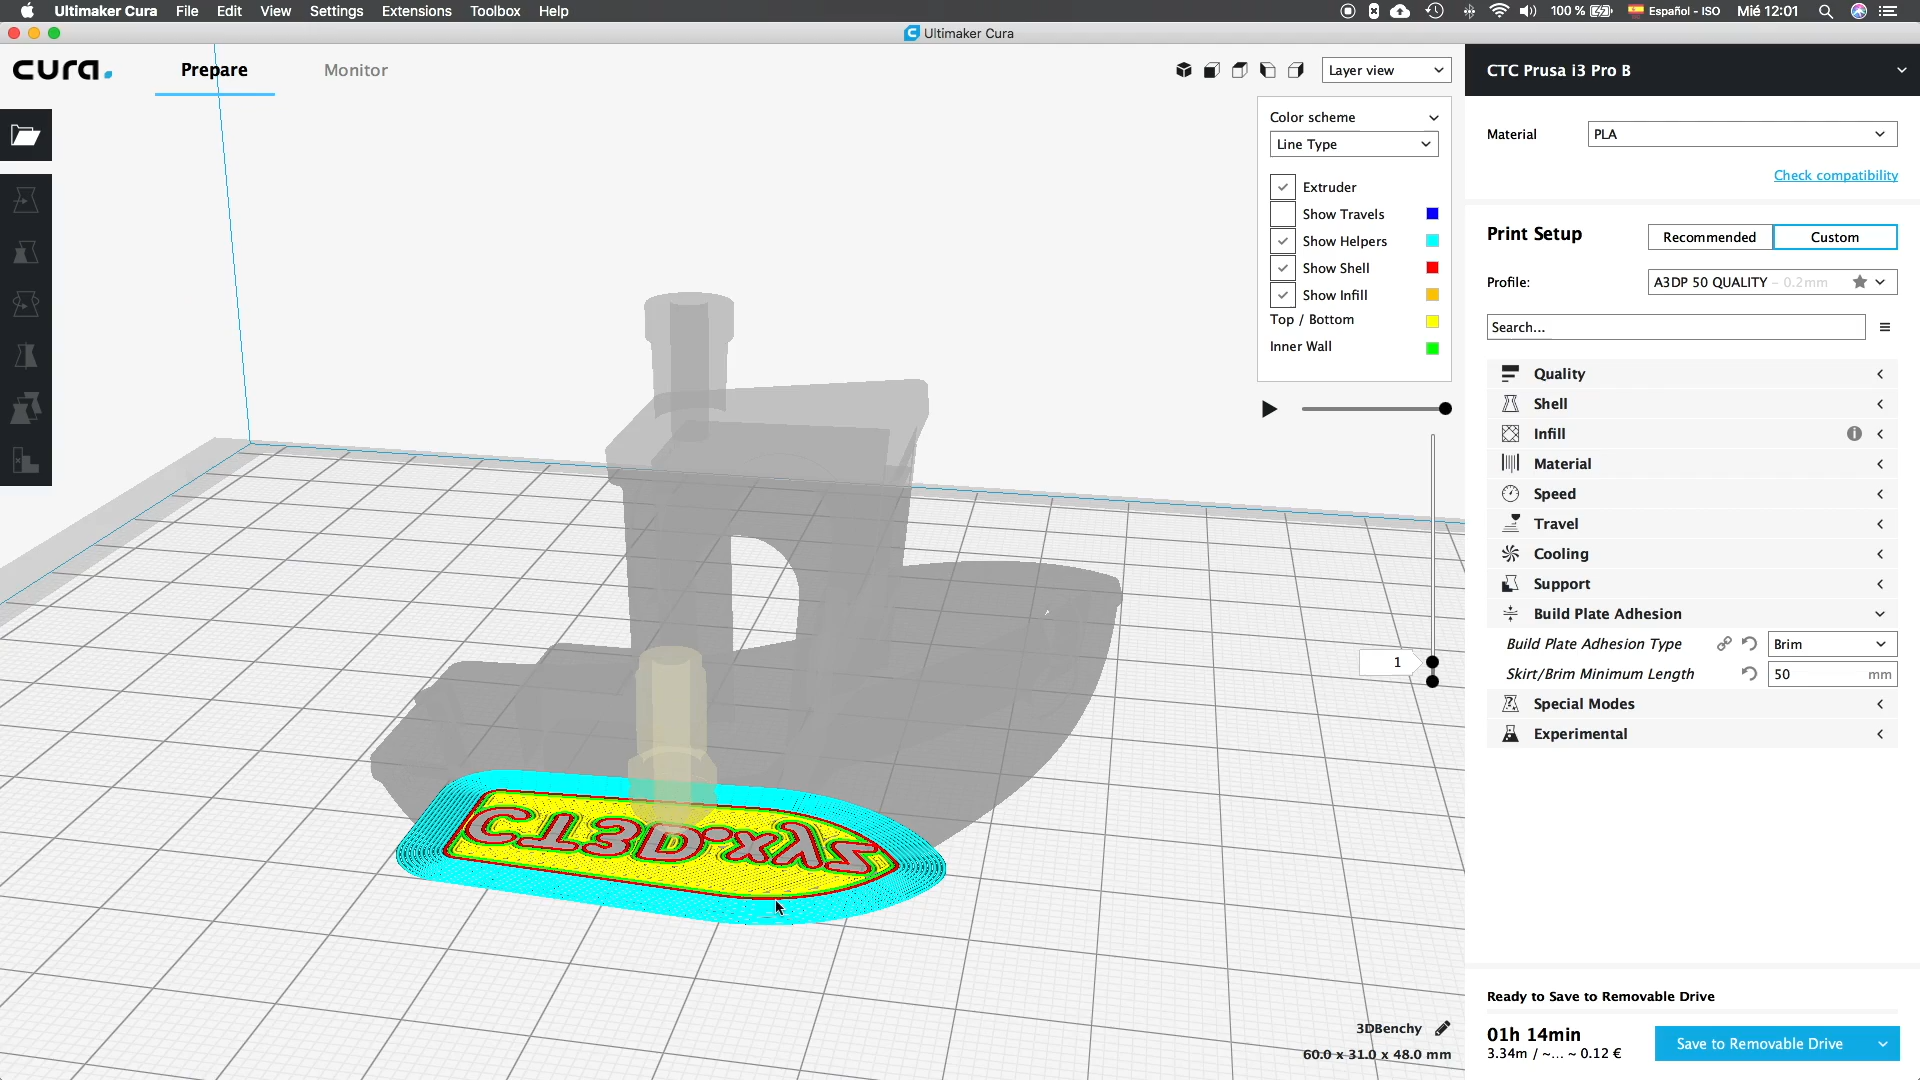 Ultimaker Cura File Edit View Settings Extensions Toolbox Help 100 % Español - ISO Mié 12:01
Ultimaker Cura
cura. Prepare Monitor Layer view CTC Prusa i3 Pro B
Color scheme
Line Type
Extruder
Show Travels
Show Helpers
Show Shell
Show Infill
Top / Bottom
Inner Wall
1
3DBenchy
60.0 x 31.0 x 48.0 mm
Material PLA
Check compatibility
Print Setup Recommended Custom
Profile: A3DP 50 QUALITY - 0.2mm
Search...
Quality
Shell
Infill
Material
Speed
Travel
Cooling
Support
Build Plate Adhesion
Build Plate Adhesion Type Brim
Skirt/Brim Minimum Length 50 mm
Special Modes
Experimental
Ready to Save to Removable Drive
01h 14min
3.34m / ~... ~ 0.12 €
Save to Removable Drive